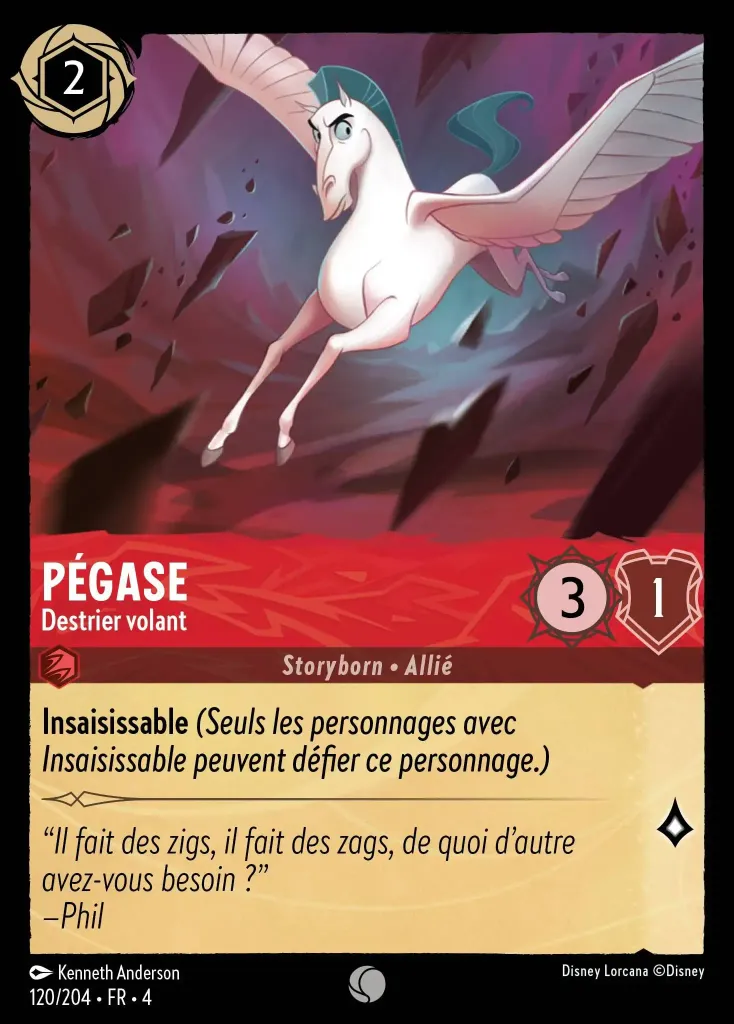 2
PÉGASE
Destrier volant
3
1
Storyborn • Allié
Insaisissable (Seuls les personnages avec
Insaisissable peuvent défier ce personnage.)
“Il fait des zigs, il fait des zags, de quoi d’autre
avez-vous besoin ?”
–Phil
Kenneth Anderson
Disney Lorcana ©Disney
120/204 • FR • 4